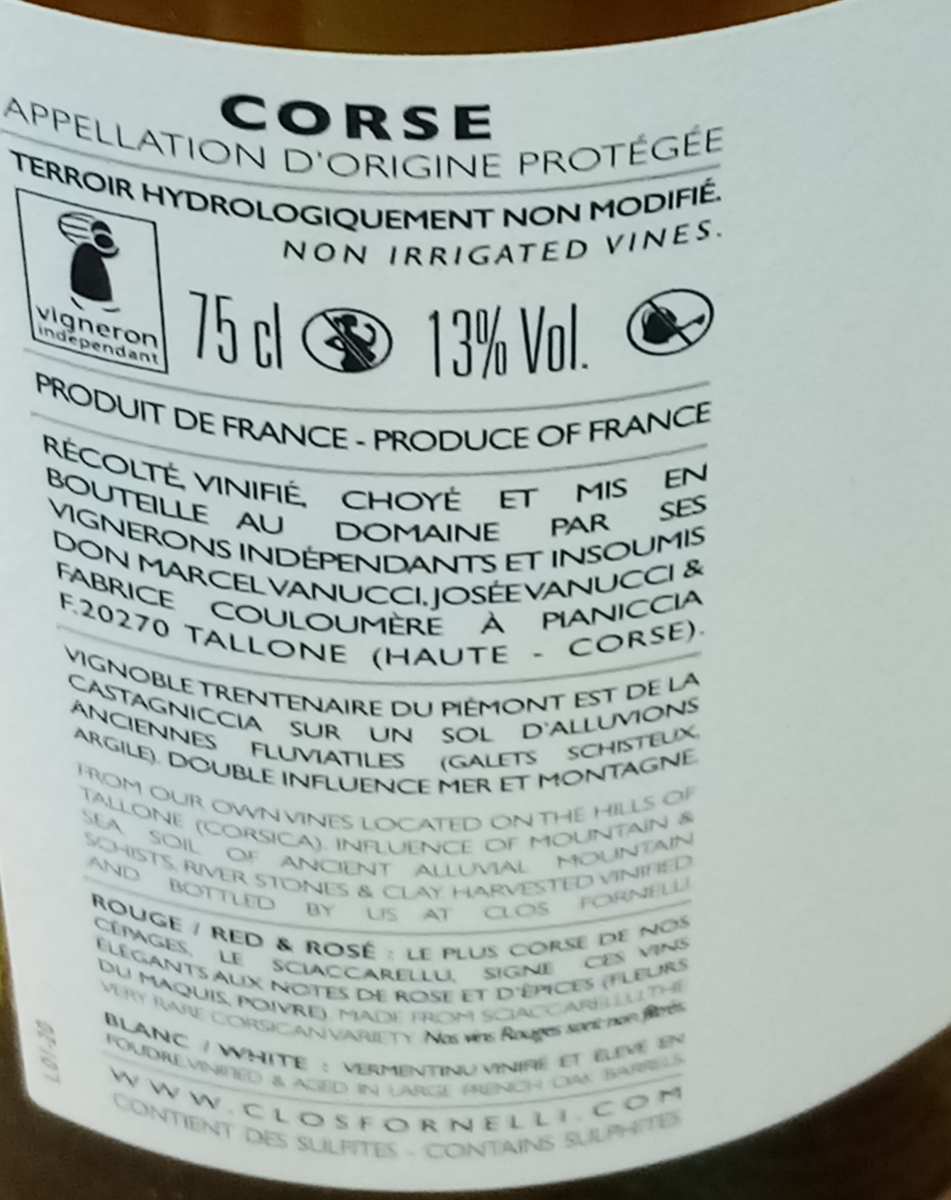 CORSE
APPELLATION D'ORIGINE PROTÉGÉE
TERROIR HYDROLOGIQUEMENT NON MODIFIÉ.
NON IRRIGATED VINES.
vigneron
indépendant
75 cl 13% Vol.
PRODUIT DE FRANCE - PRODUCE OF FRANCE
RÉCOLTÉ, VINIFIÉ, CHOYÉ ET MIS EN
BOUTEILLE AU DOMAINE PAR SES
VIGNERONS INDÉPENDANTS ET INSOUMIS
DON MARCEL VANUCCI, JOSÉE VANUCCI &
FABRICE COULOUMÈRE À PIANICCIA
F.20270 TALLONE (HAUTE - CORSE).
VIGNOBLE TRENTENAIRE DU PIÉMONT EST DE LA
CASTAGNICCIA SUR UN SOL D'ALLUVIONS
ANCIENNES FLUVIATILES (GALETS SCHISTEUX,
ARGILE). DOUBLE INFLUENCE MER ET MONTAGNE.
FROM OUR OWN VINES LOCATED ON THE HILLS OF
TALLONE (CORSICA). INFLUENCE OF MOUNTAIN &
SEA. SOIL OF ANCIENT ALLUVIAL MOUNTAIN
SCHISTS, RIVER STONES & CLAY. HARVESTED VINIFIED
AND BOTTLED BY US AT CLOS FORNELLI.
ROUGE / RED & ROSÉ : LE PLUS CORSE DE NOS
CÉPAGES, LE SCIACCARELLU, SIGNE CES VINS
ÉLÉGANTS AUX NOTES DE ROSE ET D'ÉPICES (FLEURS
DU MAQUIS, POIVRE). MADE FROM SCIACCARELLU THE
VERY RARE CORSICAN VARIETY. Nos vins Rouges sont non filtrés.
BLANC / WHITE : VERMENTINU VINIFIÉ ET ÉLEVÉ EN
FOUDRE. VINIFIED & AGED IN LARGE FRENCH OAK BARRELS.
WWW.CLOSFORNELLI.COM
CONTIENT DES SULFITES - CONTAINS SULPHITES